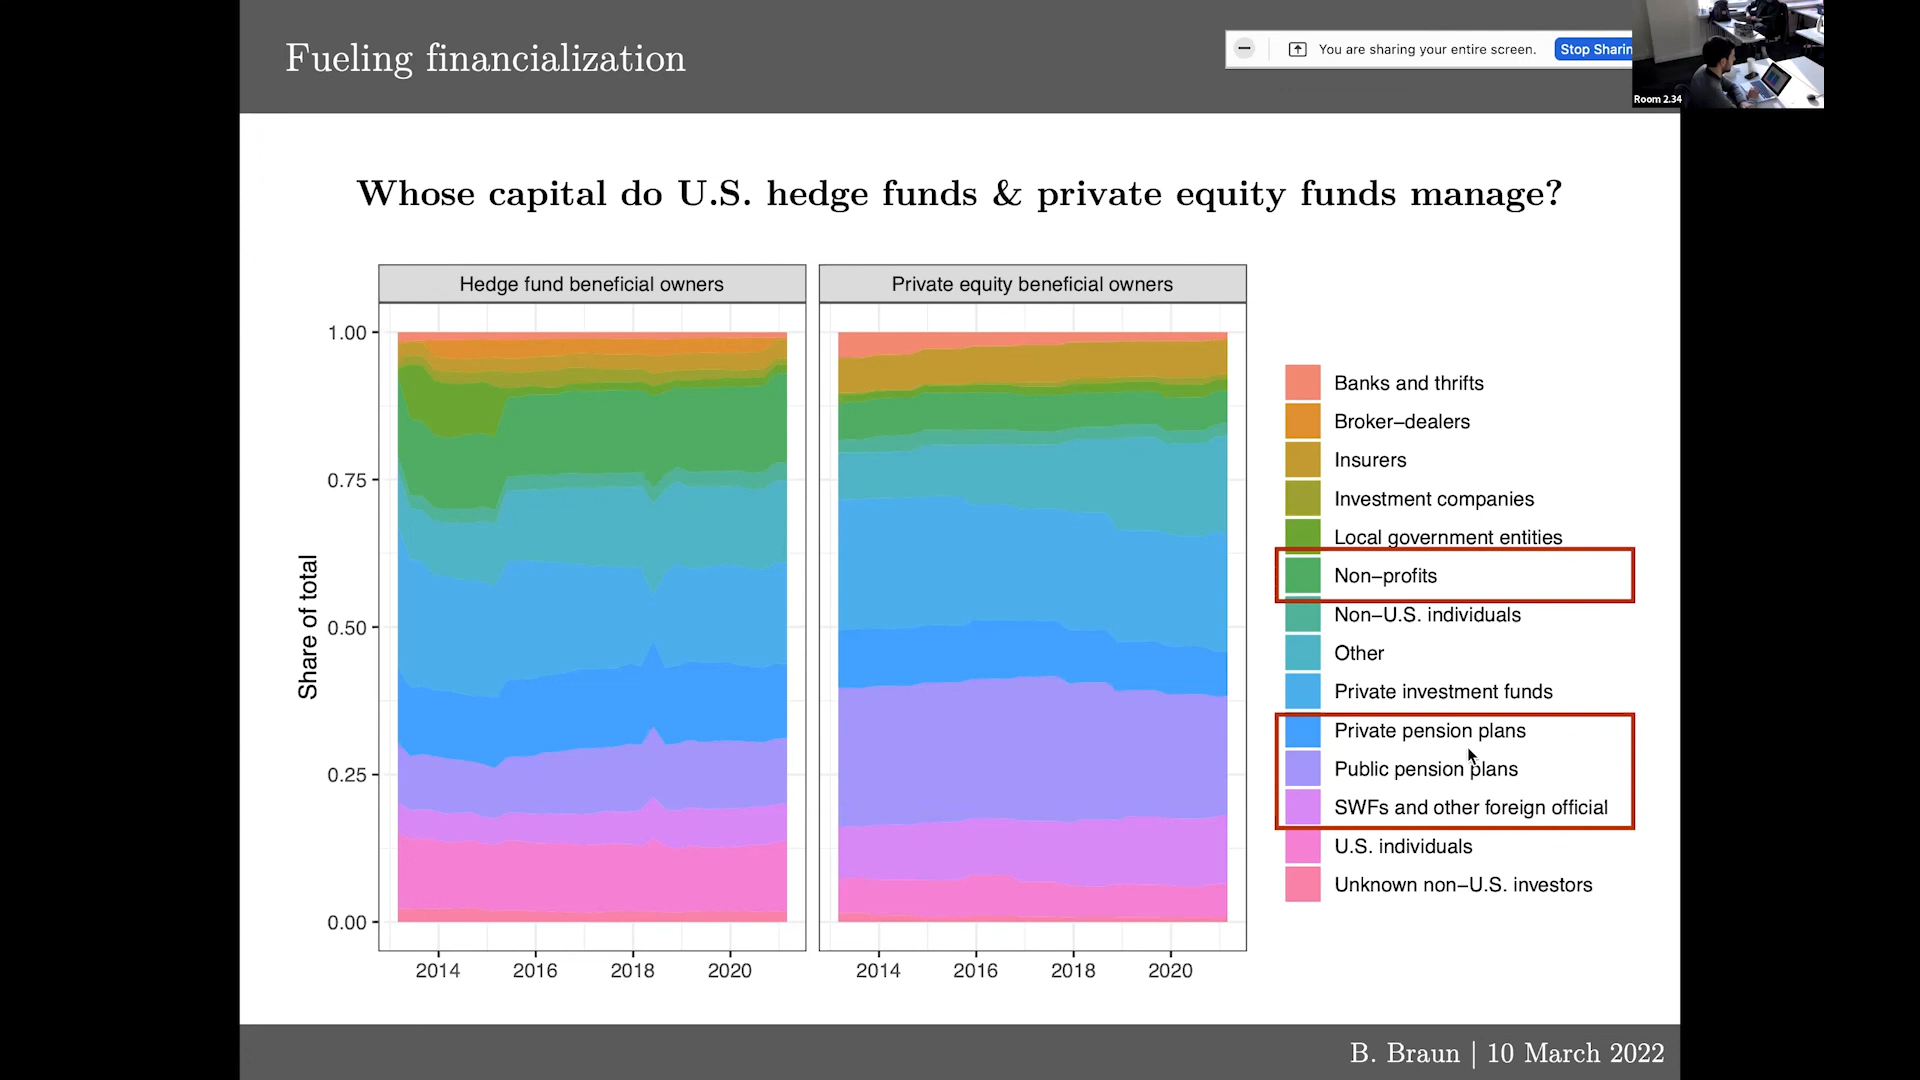 Fueling financialization
You are sharing your entire screen.
Stop Sharin
Room 2.34
Whose capital do U.S. hedge funds & private equity funds manage?
Hedge fund beneficial owners
Private equity beneficial owners
Share of total
1.00
0.75
0.50
0.25
0.00
2014 2016 2018 2020
2014 2016 2018 2020
Banks and thrifts
Broker–dealers
Insurers
Investment companies
Local government entities
Non–profits
Non–U.S. individuals
Other
Private investment funds
Private pension plans
Public pension plans
SWFs and other foreign official
U.S. individuals
Unknown non–U.S. investors
B. Braun | 10 March 2022